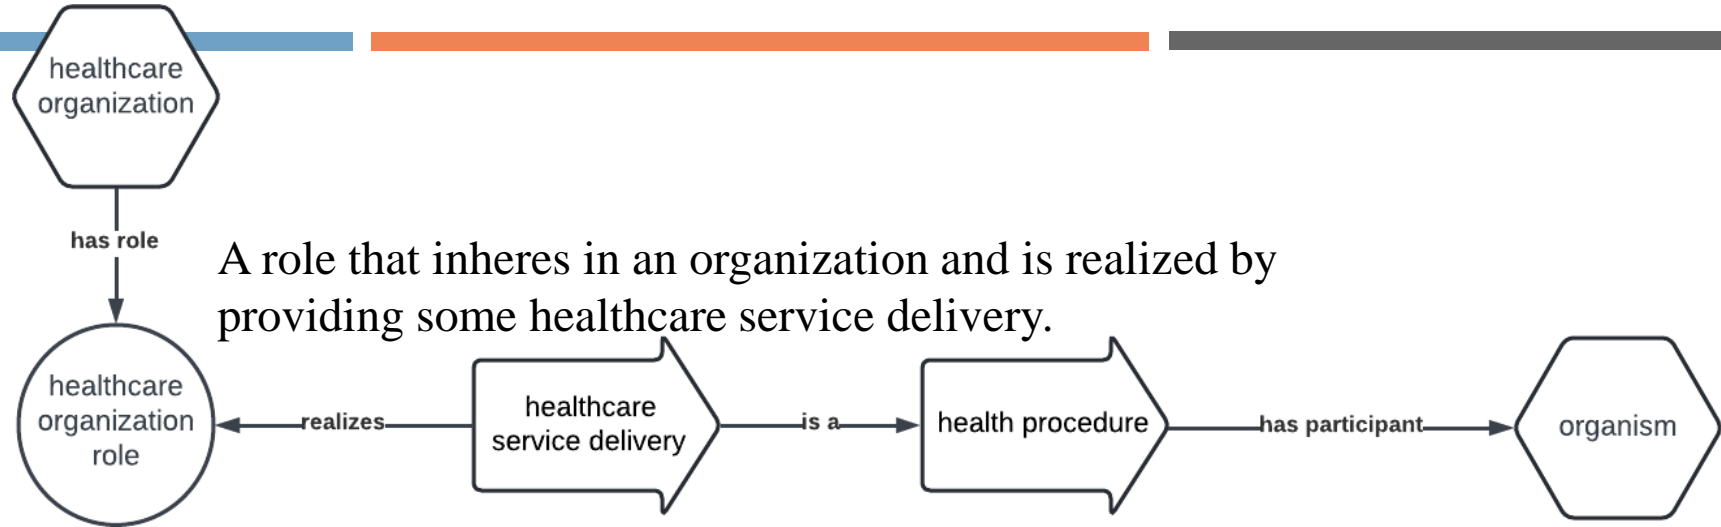 healthcare
organization
has role
A role that inheres in an organization and is realized by
providing some healthcare service delivery.
healthcare
organization
role
realizes
healthcare
service delivery
is a
health procedure
has participant
organism